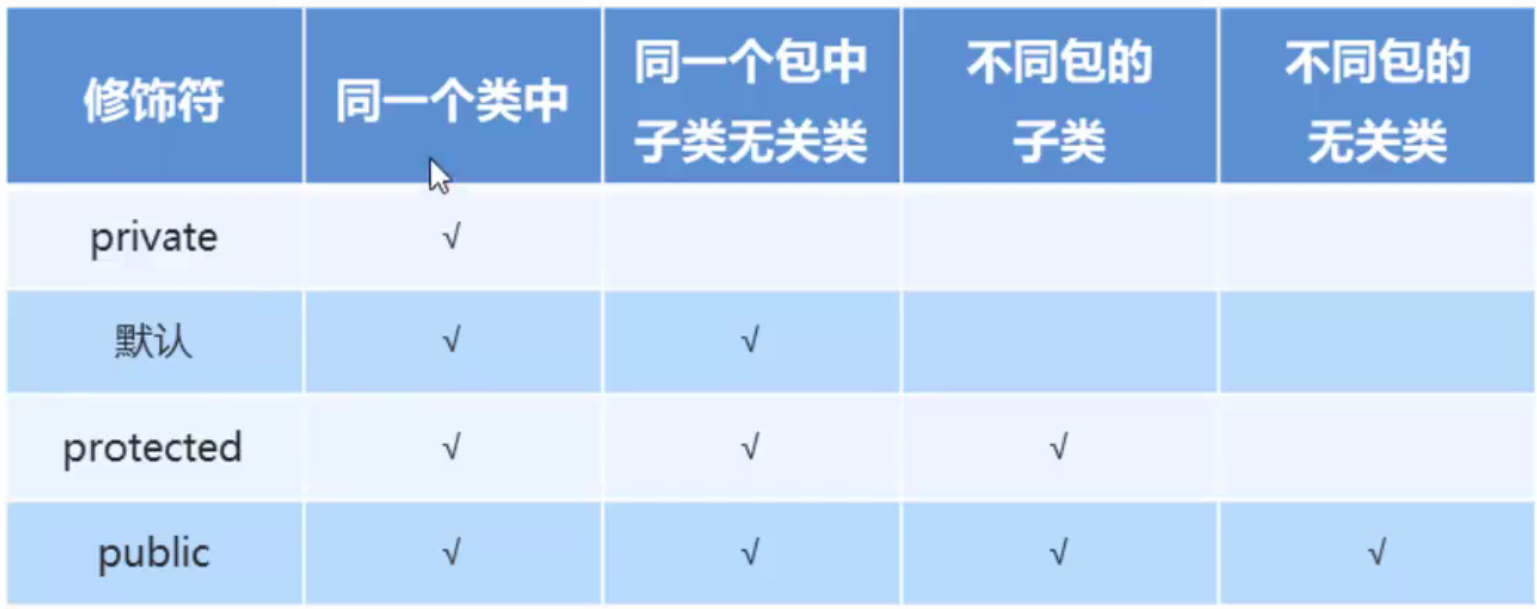 修饰符
同一个类中
同一个包中
子类无关类
不同包的
子类
不同包的
无关类
private √
默认 √ √
protected √ √ √
public √ √ √ √